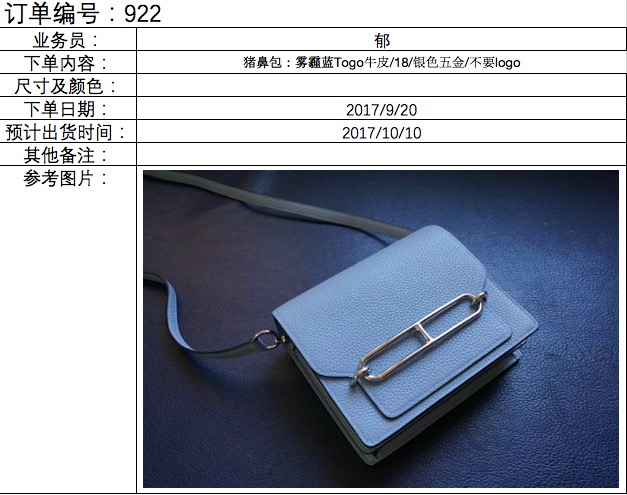 订单编号：922
业务员： 郁
下单内容： 猪鼻包：雾霾蓝Togo牛皮/18/银色五金/不要logo
尺寸及颜色：
下单日期： 2017/9/20
预计出货时间： 2017/10/10
其他备注：
参考图片：